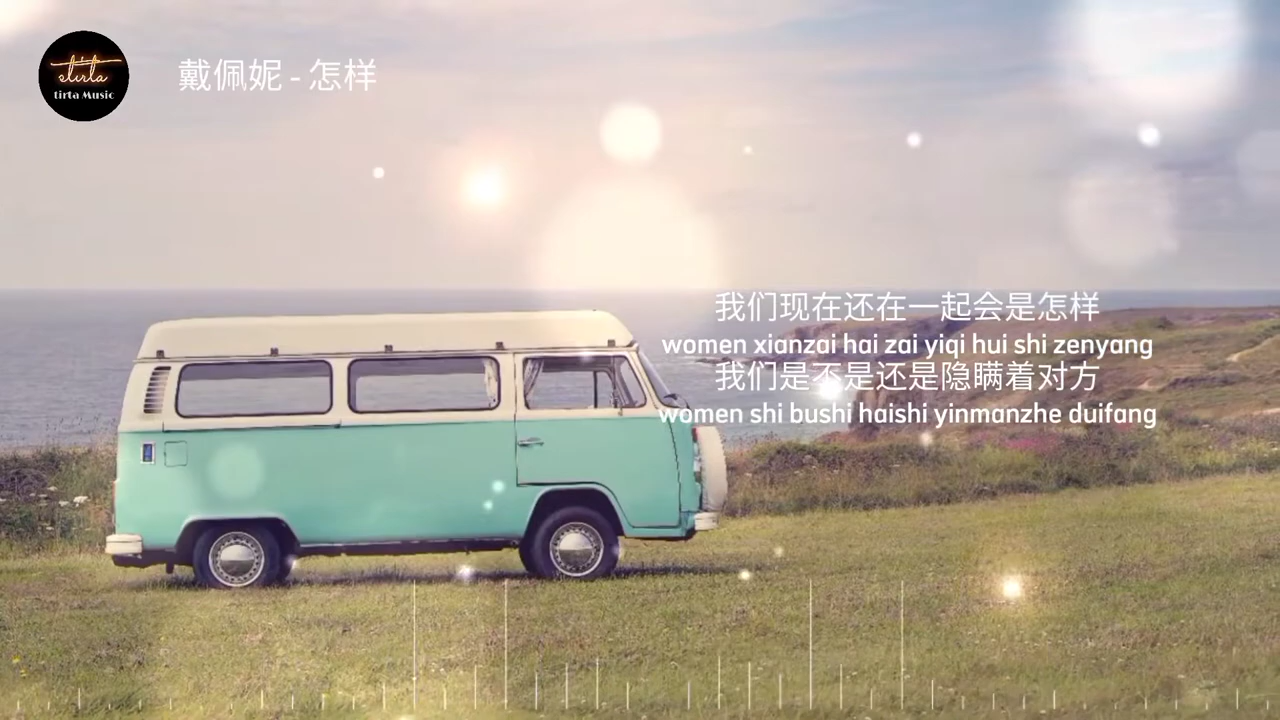 tirta
tirta Music
戴佩妮 - 怎样
我们现在还在一起会是怎样
women xianzai hai zai yiqi hui shi zenyang
我们是不是还是隐瞒着对方
women shi bushi haishi yinmanzhe duifang